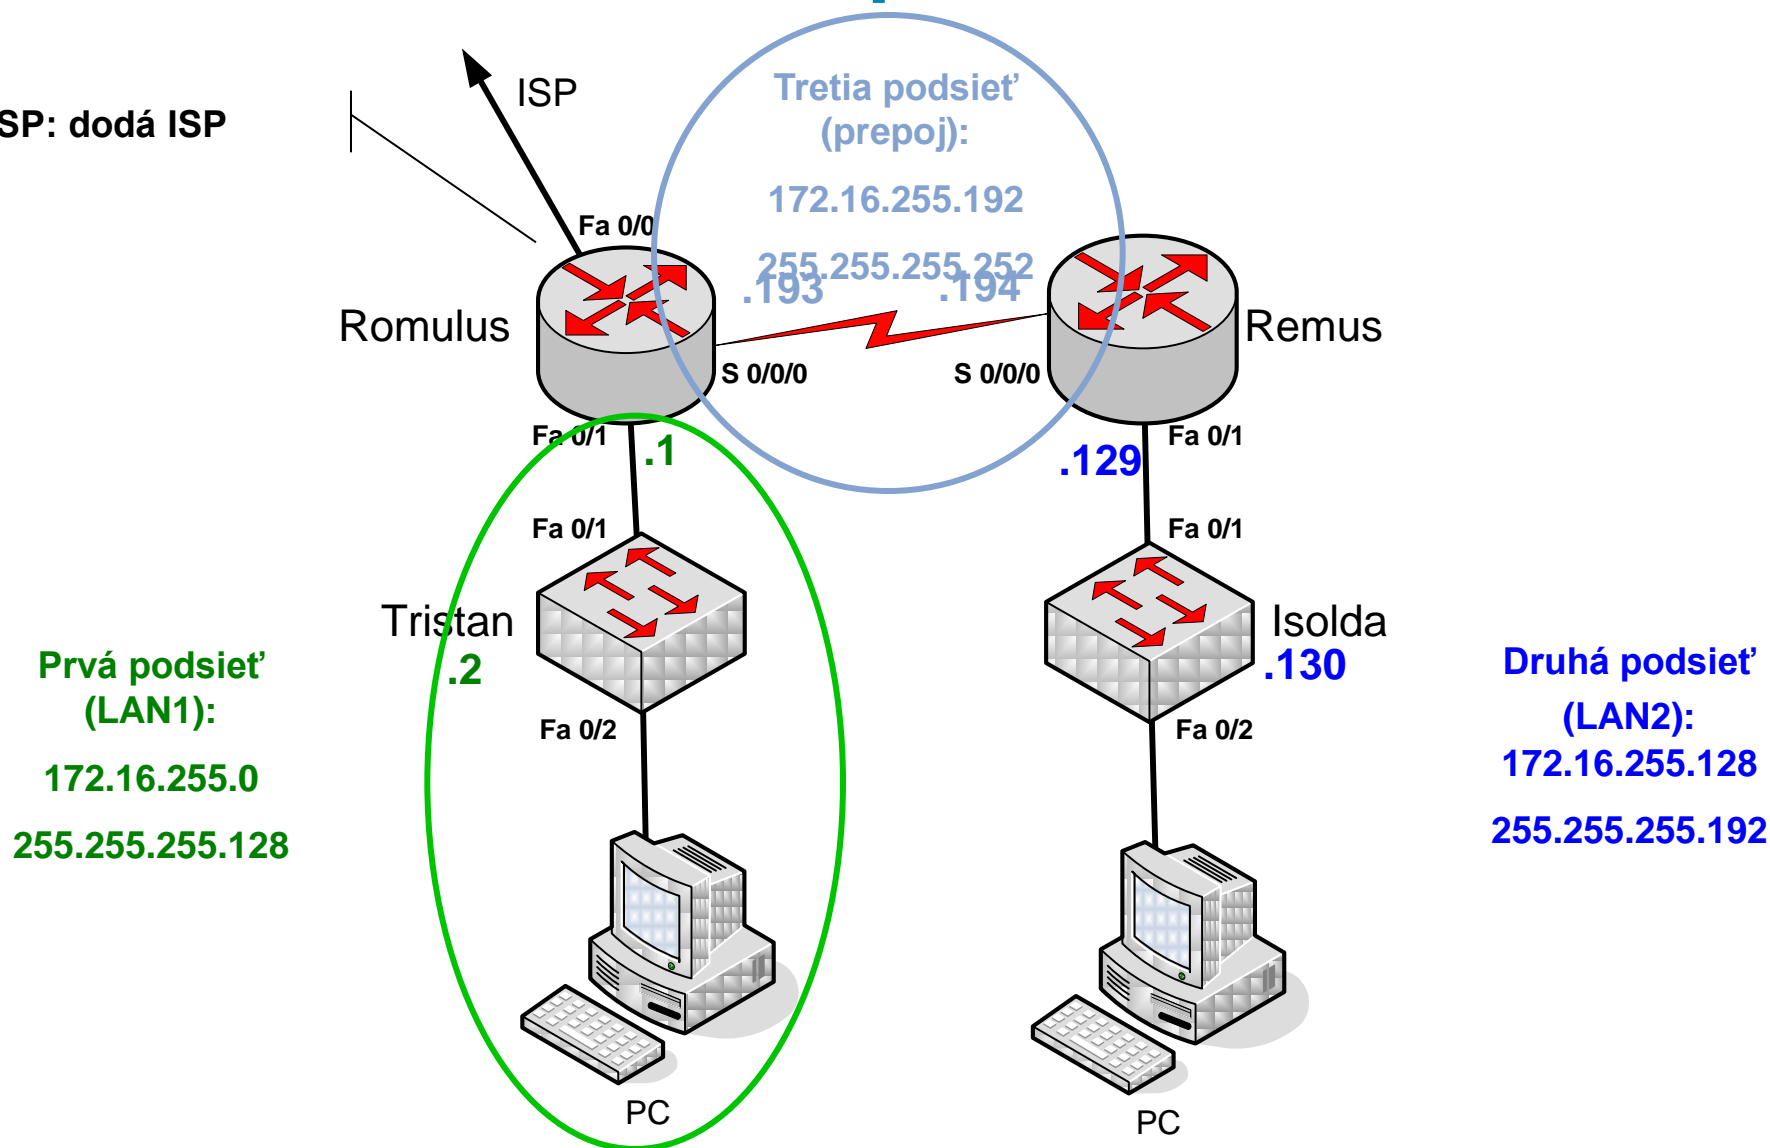 ISP
SP: dodá ISP
Tretia podsieť
(prepoj):
172.16.255.192
255.255.255.252
.193
.194
Fa 0/0
Romulus
Remus
S 0/0/0
S 0/0/0
Fa 0/1
.1
.129
Fa 0/1
Fa 0/1
Fa 0/1
Tristan
.2
Isolda
.130
Prvá podsieť
(LAN1):
172.16.255.0
255.255.255.128
Druhá podsieť
(LAN2):
172.16.255.128
255.255.255.192
Fa 0/2
Fa 0/2
PC
PC